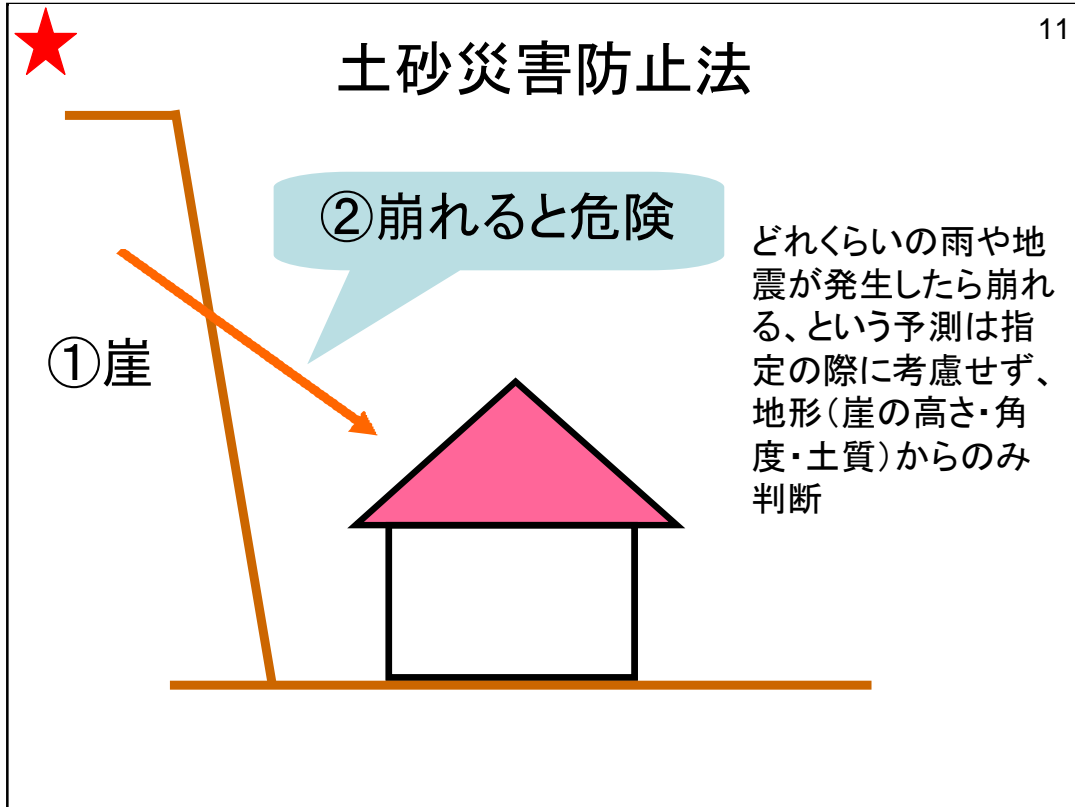 11
土砂災害防止法
②崩れると危険
①崖
どれくらいの雨や地
震が発生したら崩れ
る、という予測は指
定の際に考慮せず、
地形（崖の高さ・角
度・土質）からのみ
判断